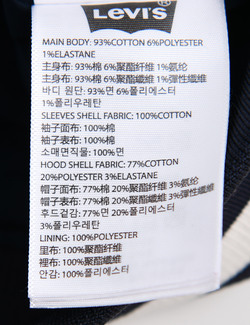 LEVI'S
MAIN BODY: 93%COTTON 6%POLYESTER
1%ELASTANE
主身布: 93%棉 6%聚酯纤维 1%氨纶
主身布: 93%棉 6%聚酯纖維 1%彈性纖維
바디 원단: 93%면 6%폴리에스터
1%폴리우레탄
SLEEVES SHELL FABRIC: 100%COTTON
袖子面布: 100%棉
袖子表布: 100%棉
소매면직물: 100%면
HOOD SHELL FABRIC: 77%COTTON
20%POLYESTER 3%ELASTANE
帽子面布: 77%棉 20%聚酯纤维 3%氨纶
帽子表布: 77%棉 20%聚酯纖維 3%彈性纖維
후드겉감: 77%면 20%폴리에스터
3%폴리우레탄
LINING: 100%POLYESTER
里布: 100%聚酯纤维
裡布: 100%聚酯纖維
안감: 100%폴리에스터